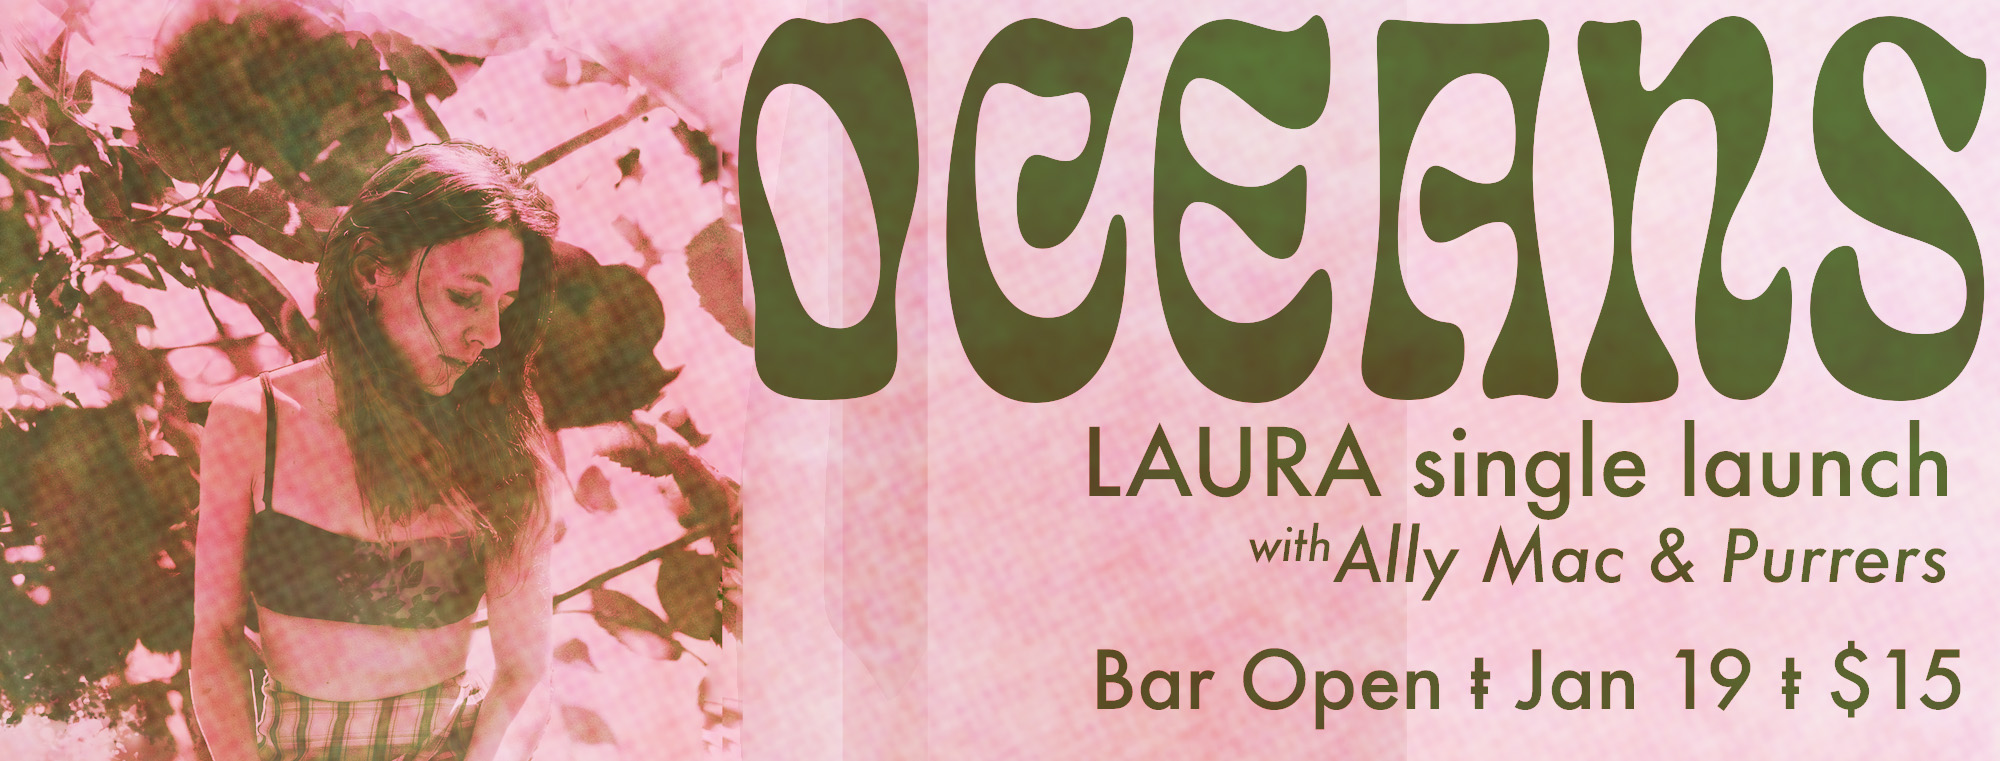 OCEANS
LAURA single launch
with Ally Mac & Purrers
Bar Open ‡ Jan 19 ‡ $15